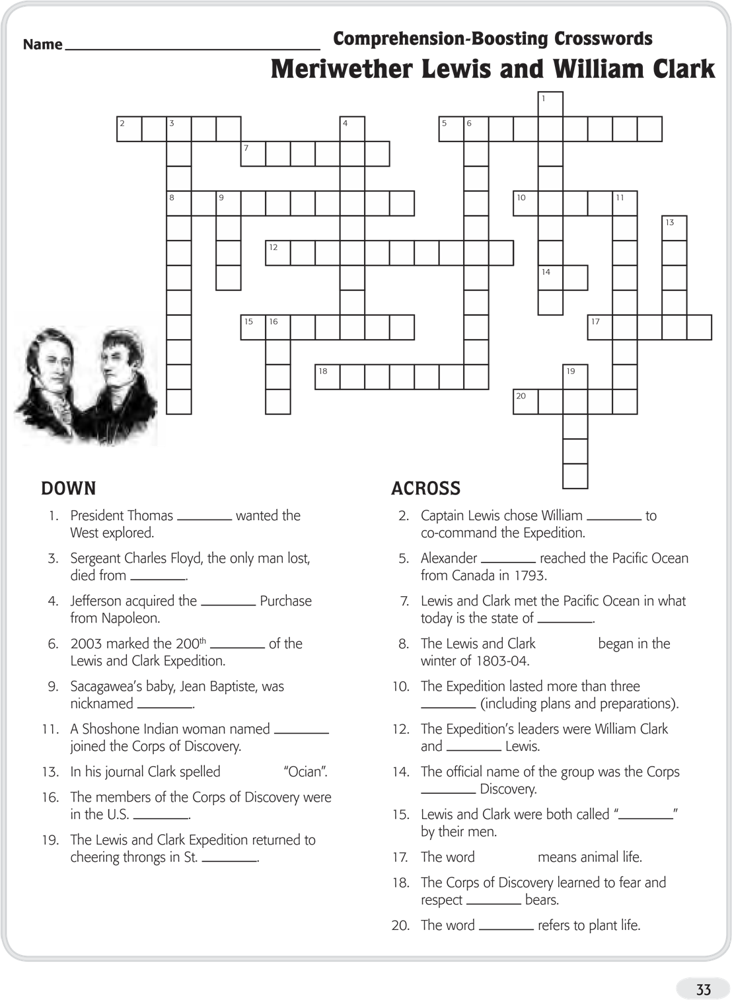 Name
Comprehension-Boosting Crosswords
Meriwether Lewis and William Clark
1
2 3 4 5 6
7
8 9 10 11
13
12
14
15 16 17
18 19
20
DOWN
1. President Thomas ________ wanted the
West explored.
3. Sergeant Charles Floyd, the only man lost,
died from ________.
4. Jefferson acquired the ________ Purchase
from Napoleon.
6. 2003 marked the 200th ________ of the
Lewis and Clark Expedition.
9. Sacagawea’s baby, Jean Baptiste, was
nicknamed ________.
11. A Shoshone Indian woman named ________
joined the Corps of Discovery.
13. In his journal Clark spelled “Ocian”.
16. The members of the Corps of Discovery were
in the U.S. ________.
19. The Lewis and Clark Expedition returned to
cheering throngs in St. ________.
ACROSS
2. Captain Lewis chose William ________ to
co-command the Expedition.
5. Alexander ________ reached the Pacific Ocean
from Canada in 1793.
7. Lewis and Clark met the Pacific Ocean in what
today is the state of ________.
8. The Lewis and Clark began in the
winter of 1803-04.
10. The Expedition lasted more than three
________ (including plans and preparations).
12. The Expedition’s leaders were William Clark
and ________ Lewis.
14. The official name of the group was the Corps
________ Discovery.
15. Lewis and Clark were both called “________”
by their men.
17. The word means animal life.
18. The Corps of Discovery learned to fear and
respect ________ bears.
20. The word ________ refers to plant life.
33